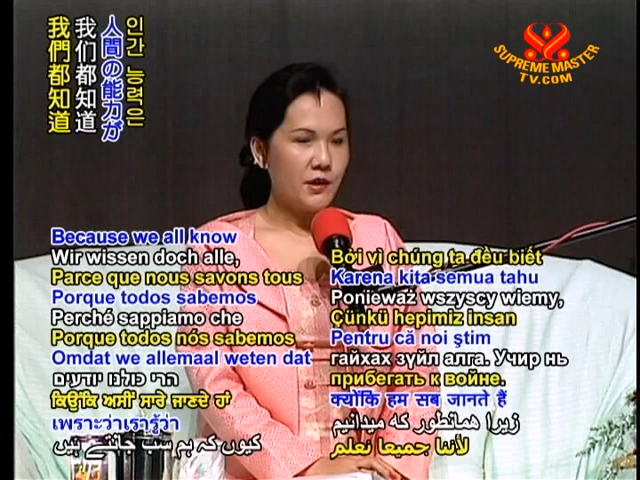 我們都知道
我们都知道
人間の能力が
인간 능력은
SUPREME MASTER
TV.COM
Because we all know
Wir wissen doch alle,
Parce que nous savons tous
Porque todos sabemos
Perché sappiamo che
Porque todos nós sabemos
Omdat we allemaal weten dat
הרי כולנו יודעים
ਕਿਉਂਕਿ ਅਸੀਂ ਸਾਰੇ ਜਾਣਦੇ ਹਾਂ
เพราะว่าเรารู้ว่า
کیوں کہ ہم سب جانتے ہیں
Bởi vì chúng ta đều biết
Karena kita semua tahu
Ponieważ wszyscy wiemy,
Çünkü hepimiz insan
Pentru că noi ştim
гайхах зүйл алга. Учир нь
прибегать к войне.
क्योंकि हम सब जानते हैं
زیرا همانطور که میدانیم
لأننا جميعا نعلم